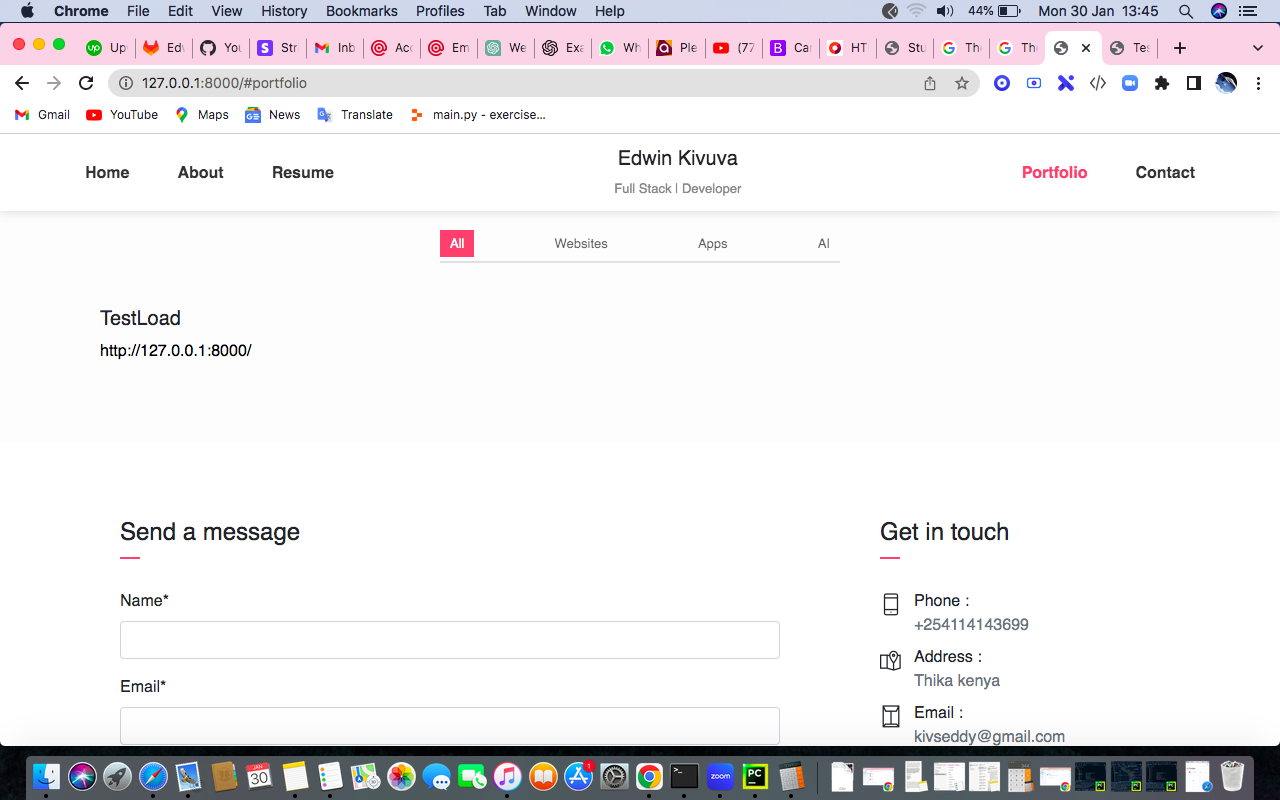 Chrome File Edit View History Bookmarks Profiles Tab Window Help 44% Mon 30 Jan 13:45
Up Edv You Str Inb Acc Em We Exa Wh Ple (77 Car HT Stu The The Tes
127.0.0.1:8000/#portfolio
Gmail YouTube Maps News Translate main.py - exercise...
Home About Resume Edwin Kivuva Portfolio Contact
Full Stack | Developer
All Websites Apps AI
TestLoad
http://127.0.0.1:8000/
Send a message Get in touch
Name* Phone :
+254114143699
Address :
Email* Thika kenya
Email :
kivseddy@gmail.com
JAN
30
1
zoom
PC